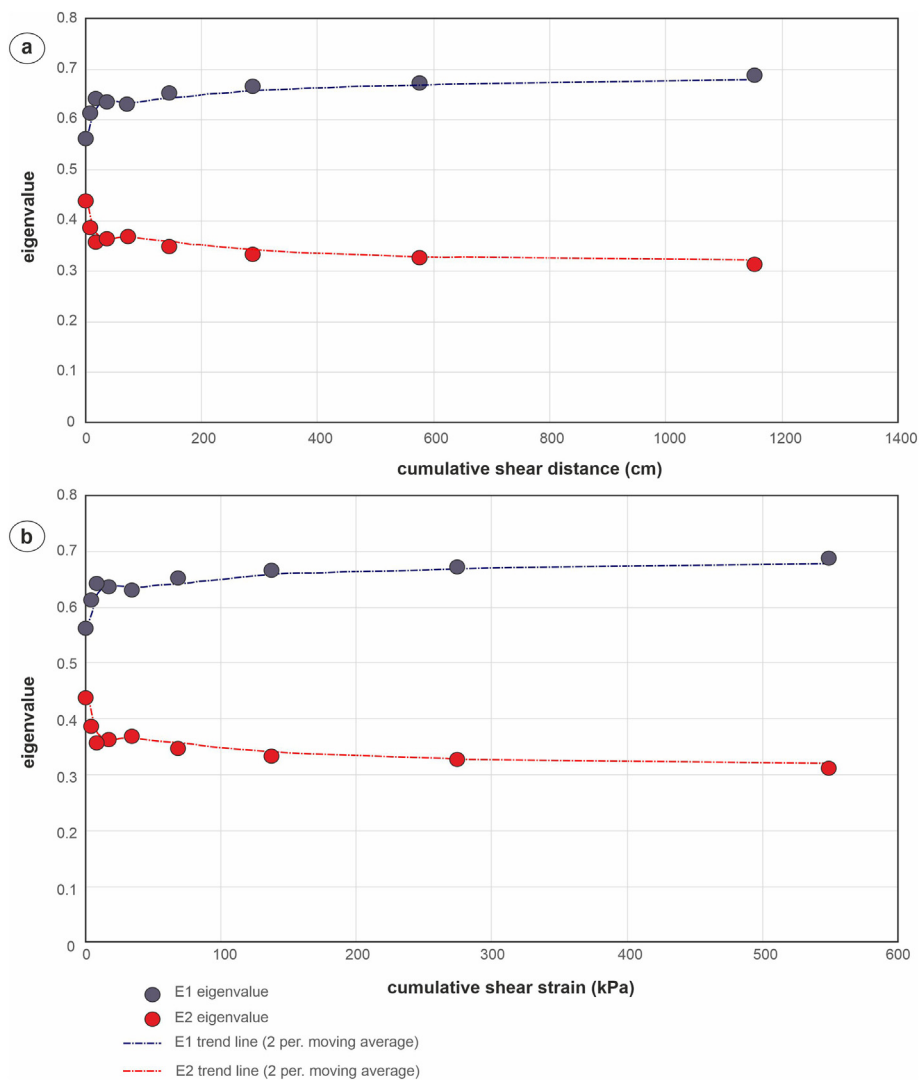 a
0.8
0.7
0.6
0.5
0.4
0.3
0.2
0.1
0
eigenvalue
0 200 400 600 800 1000 1200 1400
cumulative shear distance (cm)
b
0.8
0.7
0.6
0.5
0.4
0.3
0.2
0.1
0
eigenvalue
0 100 200 300 400 500 600
cumulative shear strain (kPa)
E1 eigenvalue
E2 eigenvalue
E1 trend line (2 per. moving average)
E2 trend line (2 per. moving average)